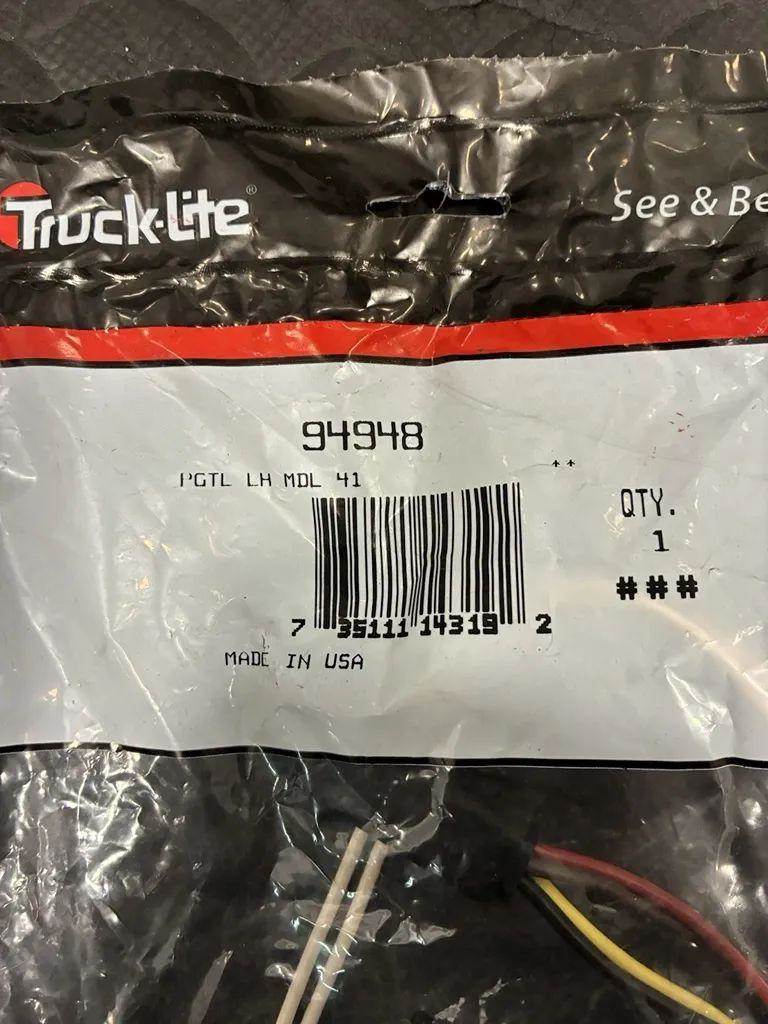 Truck-Lite®
See & Be
94948
PGTL LH MDL 41
**
QTY.
1
###
7 35111 14319 2
MADE IN USA